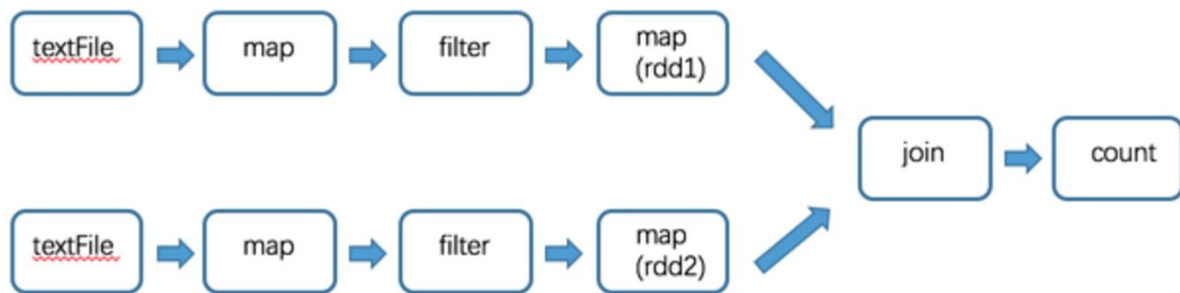 textFile
map
filter
map
(rdd1)
join
count
textFile
map
filter
map
(rdd2)